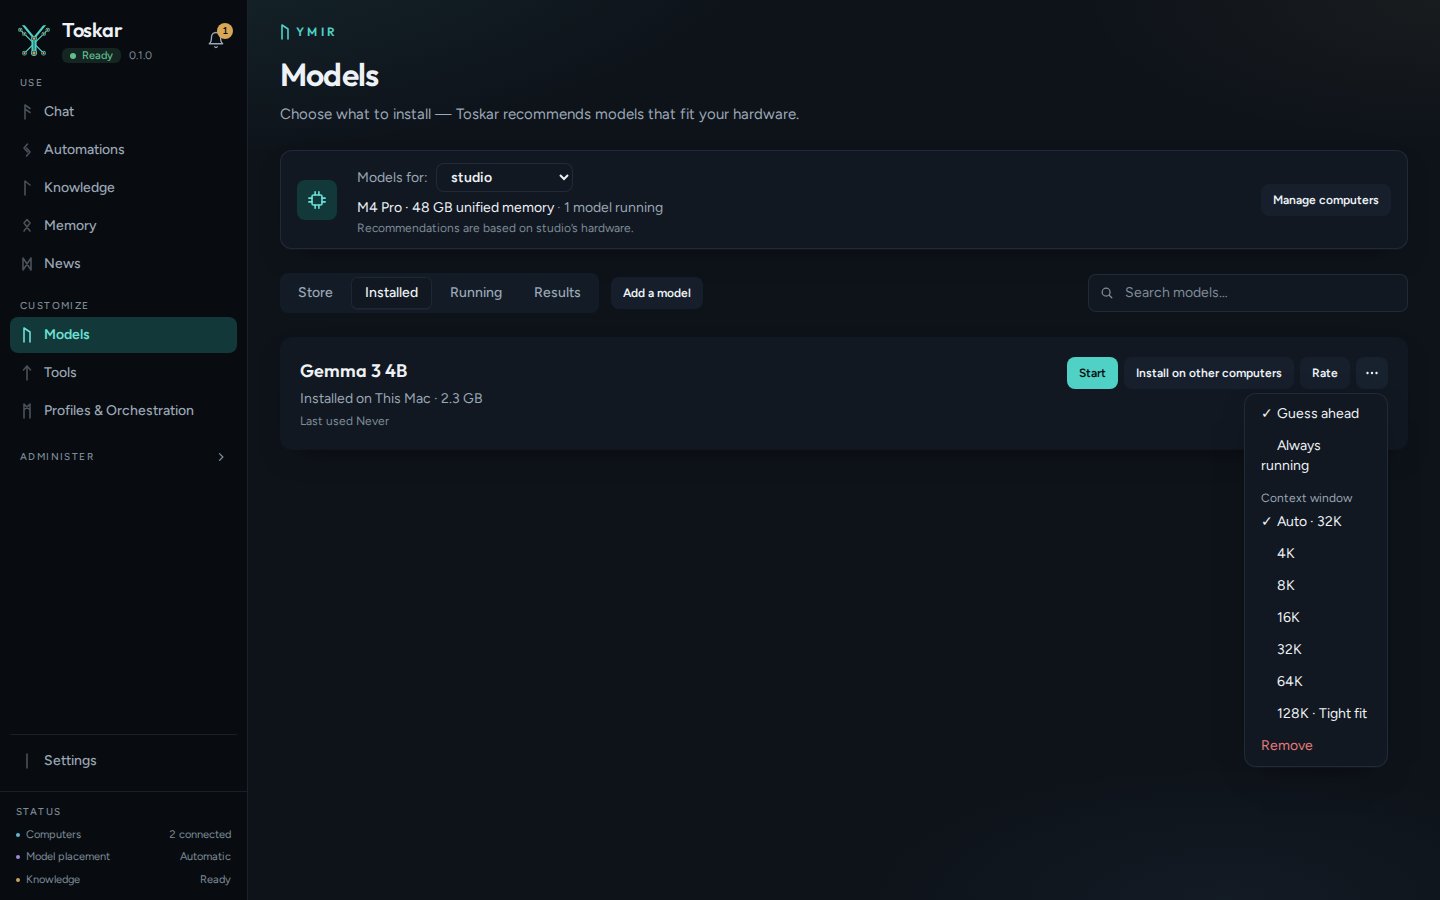 Toskar
Ready 0.1.0
1
USE
Chat
Automations
Knowledge
Memory
News
CUSTOMIZE
Models
Tools
Profiles & Orchestration
ADMINISTER
Settings
STATUS
Computers 2 connected
Model placement Automatic
Knowledge Ready
YMIR
Models
Choose what to install — Toskar recommends models that fit your hardware.
Models for: studio
M4 Pro · 48 GB unified memory · 1 model running
Recommendations are based on studio's hardware.
Manage computers
Store Installed Running Results Add a model
Search models...
Gemma 3 4B
Installed on This Mac · 2.3 GB
Last used Never
Start Install on other computers Rate ···
✓ Guess ahead
Always
running
Context window
✓ Auto · 32K
4K
8K
16K
32K
64K
128K · Tight fit
Remove